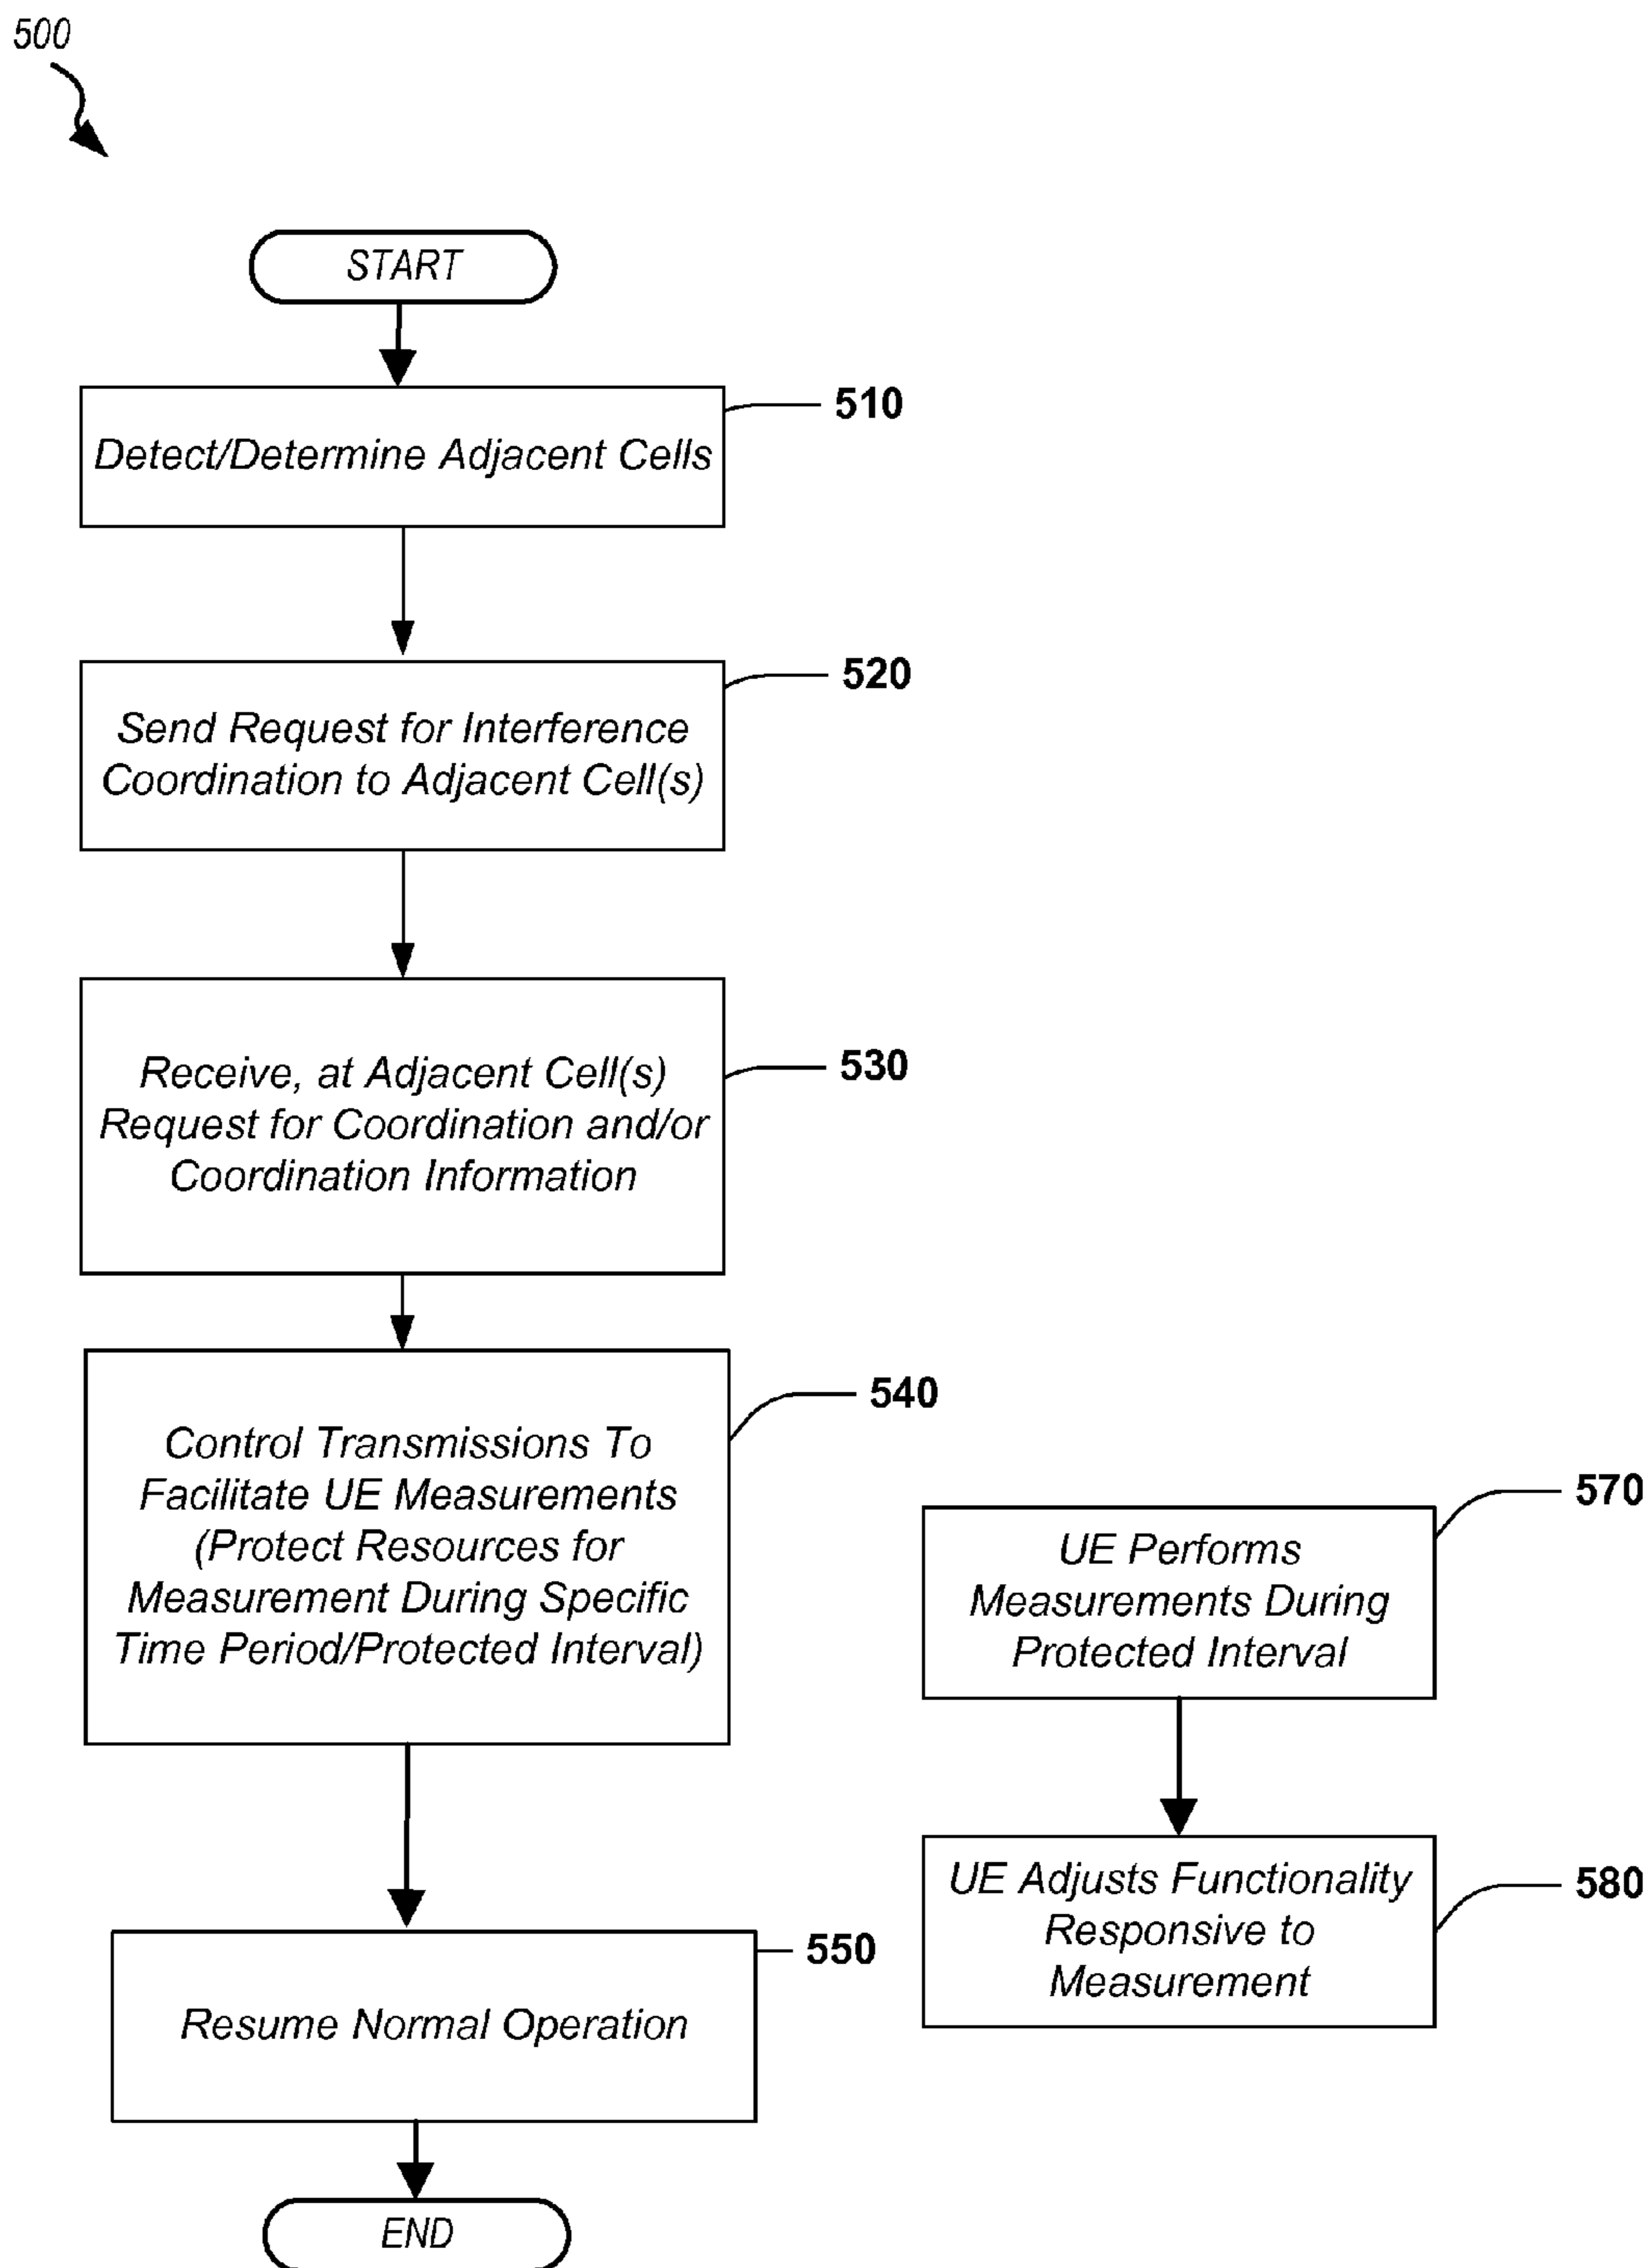 500
START
510
Detect/Determine Adjacent Cells
520
Send Request for Interference
Coordination to Adjacent Cell(s)
530
Receive, at Adjacent Cell(s)
Request for Coordination and/or
Coordination Information
540
Control Transmissions To
Facilitate UE Measurements
(Protect Resources for
Measurement During Specific
Time Period/Protected Interval)
570
UE Performs
Measurements During
Protected Interval
580
UE Adjusts Functionality
Responsive to
Measurement
550
Resume Normal Operation
END